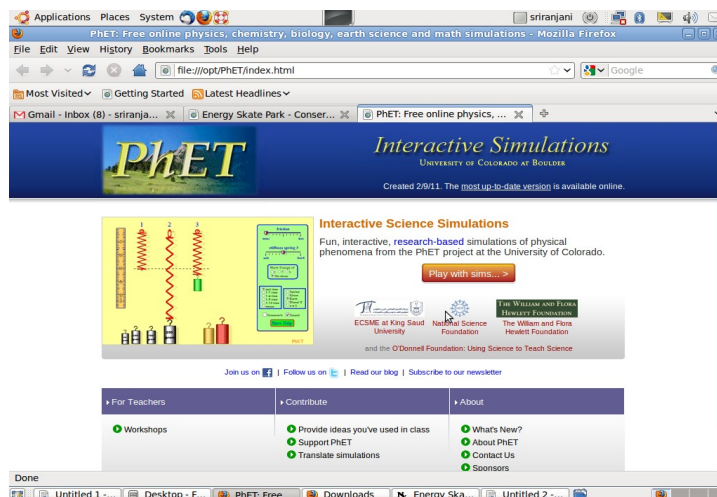 Applications Places System sriranjani
PhET: Free online physics, chemistry, biology, earth science and math simulations - Mozilla Firefox
File Edit View History Bookmarks Tools Help
file:///opt/PhET/index.html Google
Most Visited Getting Started Latest Headlines
Gmail - Inbox (8) - sriranja... Energy Skate Park - Conser... PhET: Free online physics, ...
PhET Interactive Simulations
UNIVERSITY OF COLORADO AT BOULDER
Created 2/9/11. The most up-to-date version is available online.
Interactive Science Simulations
Fun, interactive, research-based simulations of physical
phenomena from the PhET project at the University of Colorado.
Play with sims... >
1 2 3
THE WILLIAM AND FLORA
HEWLETT FOUNDATION
ECSME at King Saud
University
National Science
Foundation
The William and Flora
Hewlett Foundation
and the O'Donnell Foundation: Using Science to Teach Science
Join us on | Follow us on | Read our blog | Subscribe to our newsletter
For Teachers Contribute About
Workshops Provide ideas you've used in class What's New?
Support PhET About PhET
Translate simulations Contact Us
Sponsors
Done
Untitled 1 -... Desktop - F... PhET: Free ... Downloads Energy Ska... Untitled 2 -...